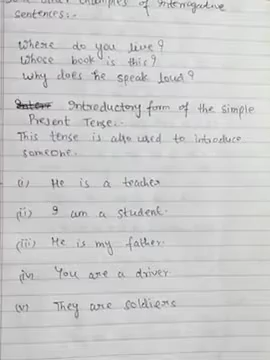 Some other examples of interrogative
sentences:-
Where do you live?
Whose book is this?
Why does he speak loud?
Introductory form of the simple
Present Tense:-
This tense is also used to introduce
someone.
(i) He is a teacher
(ii) I am a student.
(iii) He is my father.
(iv) You are a driver
(v) They are soldiers